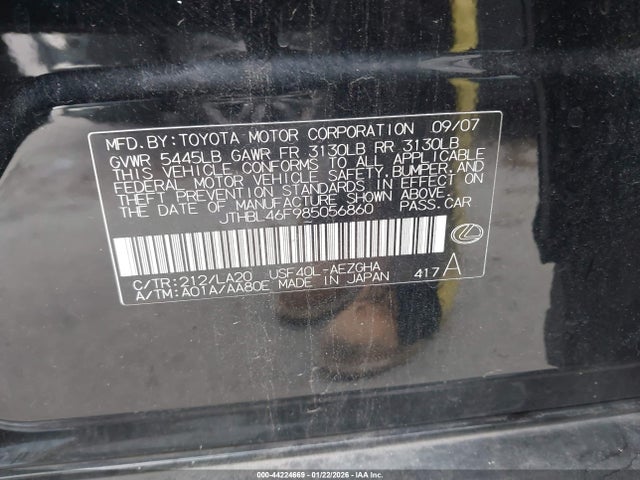 MFD.BY:TOYOTA MOTOR CORPORATION 09/07
GVWR 5445LB GAWR FR 3130LB RR 3130LB
THIS VEHICLE CONFORMS TO ALL APPLICABLE
FEDERAL MOTOR VEHICLE SAFETY,BUMPER,AND
THEFT PREVENTION STANDARDS IN EFFECT ON
THE DATE OF MANUFACTURE SHOWN ABOVE.
JTHBL46F985056860 PASS.CAR
C/TR:212/LA20 USF40L-AEZGHA
A/TM:A01A/AA80E MADE IN JAPAN 417 A
000-44224669 - 01/22/2026 - © IAA Inc.